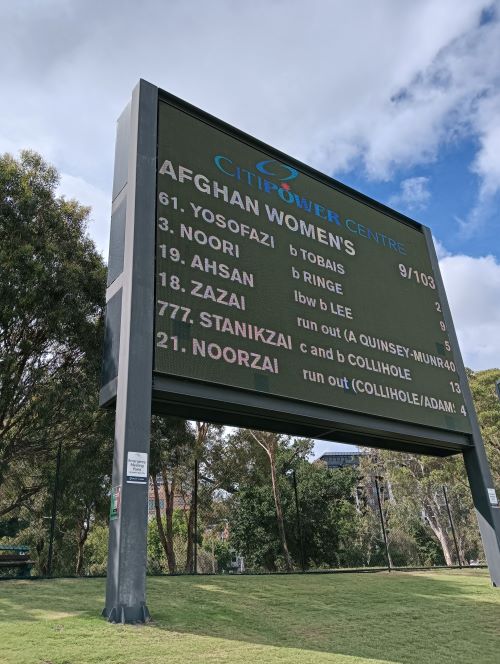 CITIPOWER CENTRE
AFGHAN WOMEN'S 9/103
61. YOSOFAZI b TOBAIS 2
3. NOORI b RINGE 9
19. AHSAN lbw b LEE 5
18. ZAZAI run out (A QUINSEY-MUNR 40
777. STANIKZAI c and b COLLIHOLE 13
21. NOORZAI run out (COLLIHOLE/ADAMS 4